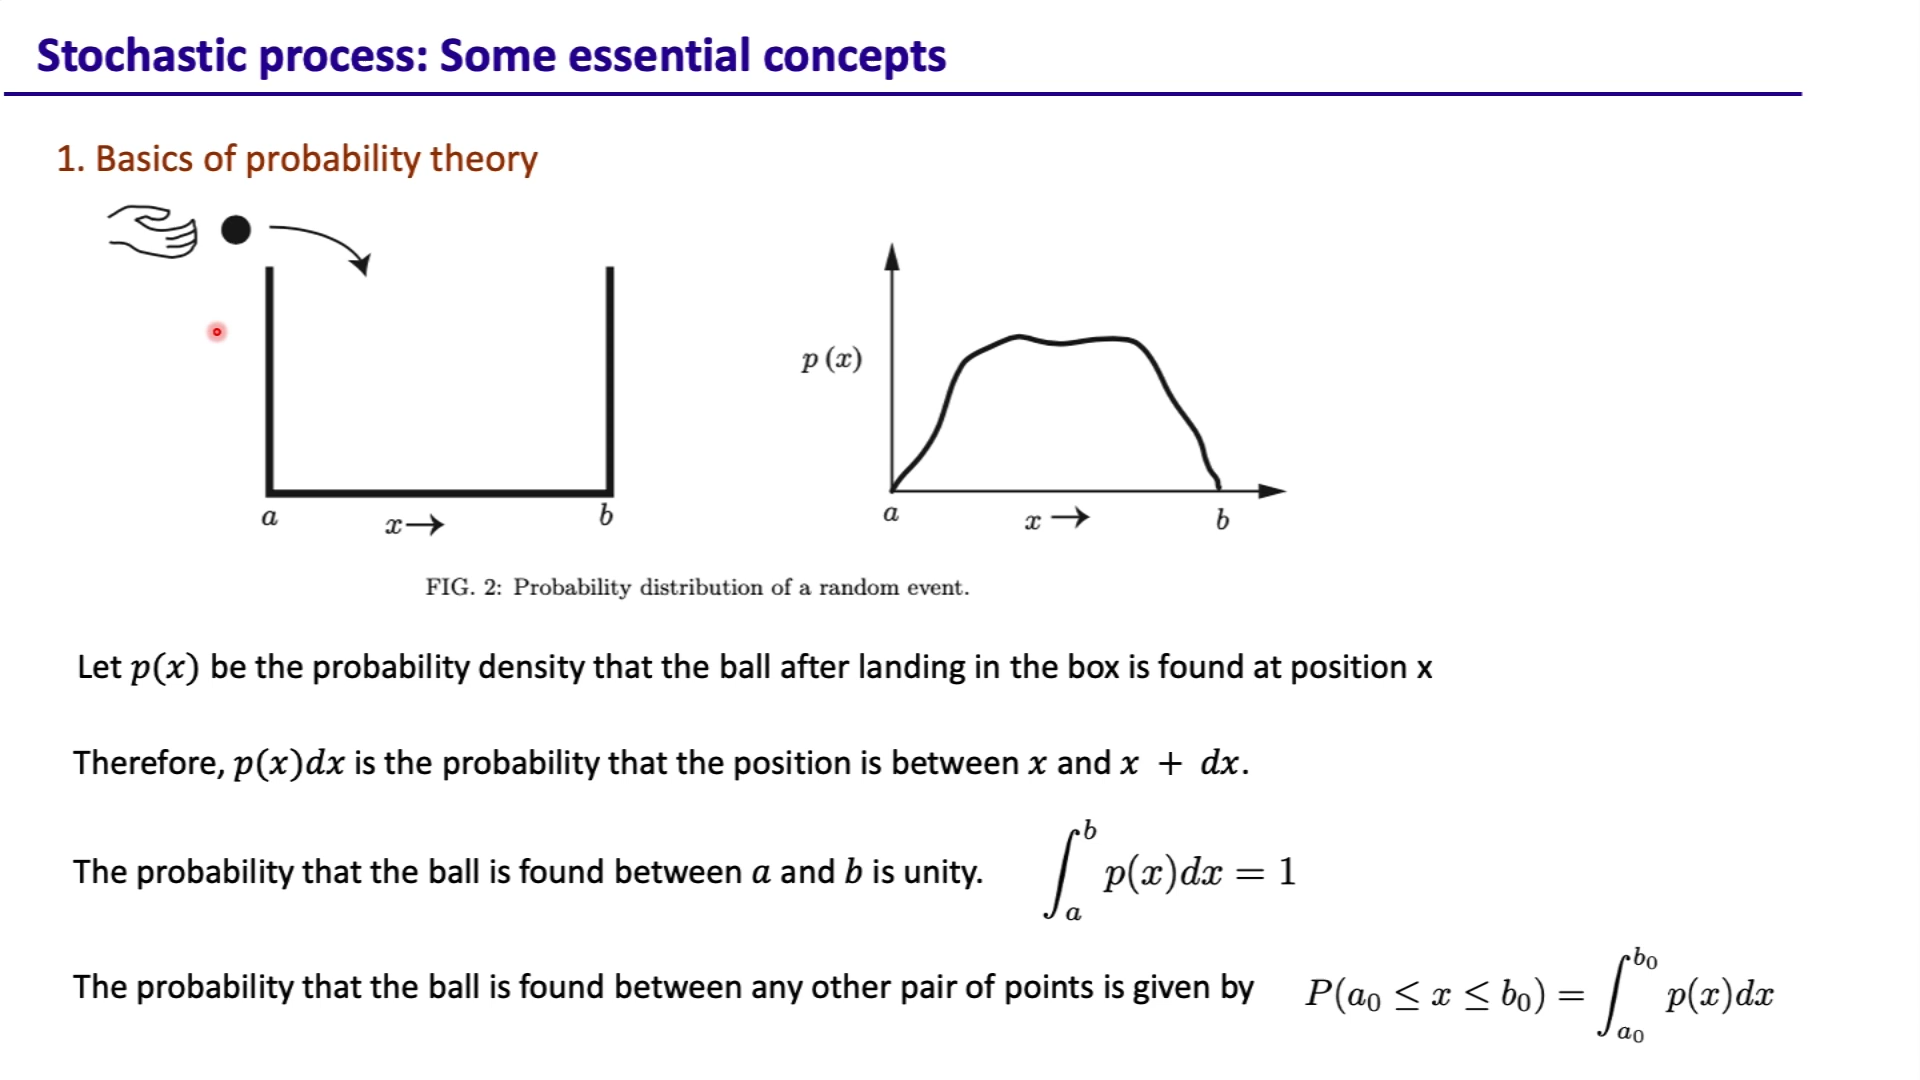 Stochastic process: Some essential concepts
1. Basics of probability theory
p (x)
a
x→
b
a
x→
b
FIG. 2: Probability distribution of a random event.
Let p(x) be the probability density that the ball after landing in the box is found at position x
Therefore, p(x)dx is the probability that the position is between x and x + dx.
The probability that the ball is found between a and b is unity. ∫_a^b p(x)dx = 1
The probability that the ball is found between any other pair of points is given by P(a₀ ≤ x ≤ b₀) = ∫_{a₀}^{b₀} p(x)dx